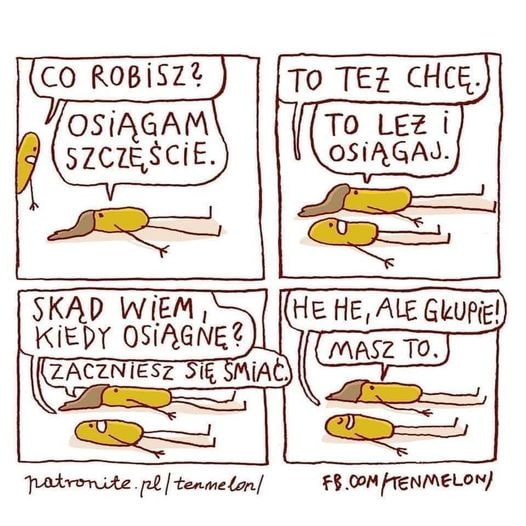 CO ROBISZ?
OSIĄGAM
SZCZĘŚCIE.
TO TEŻ CHCĘ.
TO LEŻ I
OSIĄGAJ.
SKĄD WIEM,
KIEDY OSIĄGNĘ?
ZACZNIESZ SIĘ ŚMIAĆ.
HE HE, ALE GŁUPIE!
MASZ TO.
patronite.pl/tenmelon/
FB.COM/TENMELON/